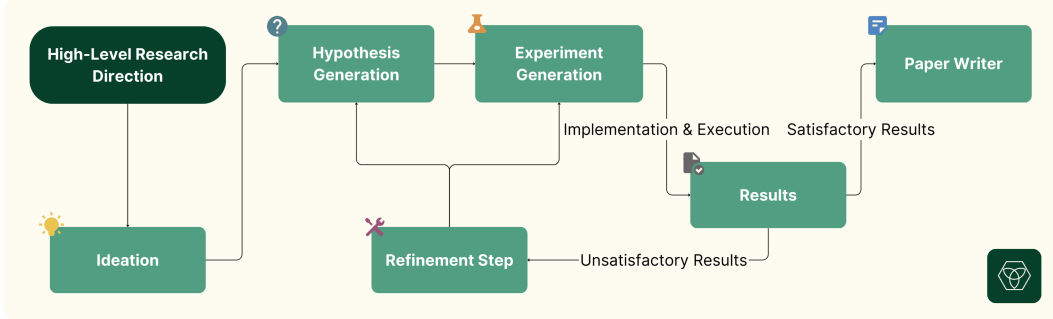 High-Level Research
Direction
Hypothesis
Generation
Experiment
Generation
Paper Writer
Implementation & Execution
Satisfactory Results
Results
Ideation
Refinement Step
Unsatisfactory Results